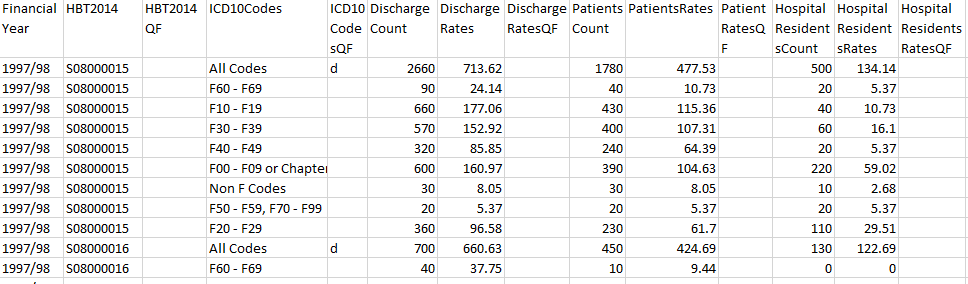 Financial Year HBT2014 HBT2014 QF ICD10Codes ICD10 Code sQF Discharge Count Discharge Rates Discharge RatesQF Patients Count PatientsRates Patient RatesQ F Hospital Resident sCount Hospital Residen sRates Hospital Residents RatesQF
1997/98 S08000015 All Codes d 2660 713.62 1780 477.53 500 134.14
1997/98 S08000015 F60 - F69 90 24.14 40 10.73 20 5.37
1997/98 S08000015 F10 - F19 660 177.06 430 115.36 40 10.73
1997/98 S08000015 F30 - F39 570 152.92 400 107.31 60 16.1
1997/98 S08000015 F40 - F49 320 85.85 240 64.39 20 5.37
1997/98 S08000015 F00 - F09 or Chapter 600 160.97 390 104.63 220 59.02
1997/98 S08000015 Non F Codes 30 8.05 30 8.05 10 2.68
1997/98 S08000015 F50 - F59, F70 - F99 20 5.37 20 5.37 20 5.37
1997/98 S08000015 F20 - F29 360 96.58 230 61.7 110 29.51
1997/98 S08000016 All Codes d 700 660.63 450 424.69 130 122.69
1997/98 S08000016 F60 - F69 40 37.75 10 9.44 0 0